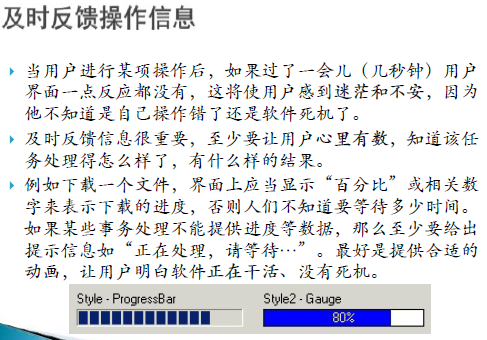 及时反馈操作信息
当用户进行某项操作后，如果过了一会儿（几秒钟）用户
界面一点反应都没有，这将使用户感到迷茫和不安，因为
他不知道是自己操作错了还是软件死机了。
及时反馈信息很重要，至少要让用户心里有数，知道该任
务处理得怎么样了，有什么样的结果。
例如下载一个文件，界面上应当显示“百分比”或相关数
字来表示下载的进度，否则人们不知道要等待多少时间。
如果某些事务处理不能提供进度等数据，那么至少要给出
提示信息如“正在处理，请等待…”。最好是提供合适的
动画，让用户明白软件正在干活、没有死机。
Style - ProgressBar
Style2 - Gauge
80%